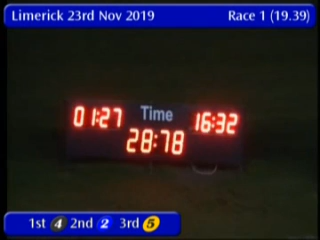 Limerick 23rd Nov 2019 Race 1 (19.39)
01:27 Time 16:32
28:78
1st 4 2nd 2 3rd 5